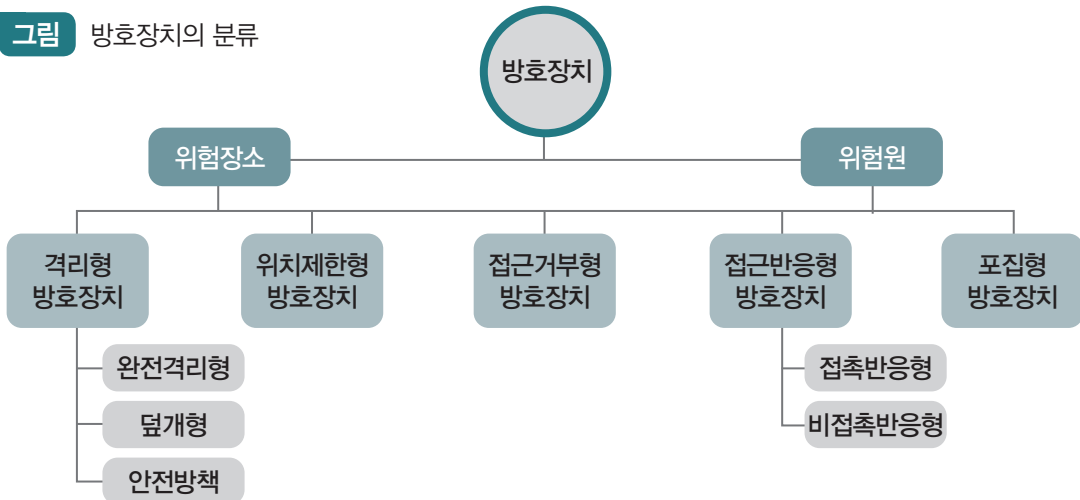 그림 방호장치의 분류
방호장치
위험장소
위험원
격리형
방호장치
위치제한형
방호장치
접근거부형
방호장치
접근반응형
방호장치
포집형
방호장치
완전격리형
덮개형
안전방책
접촉반응형
비접촉반응형